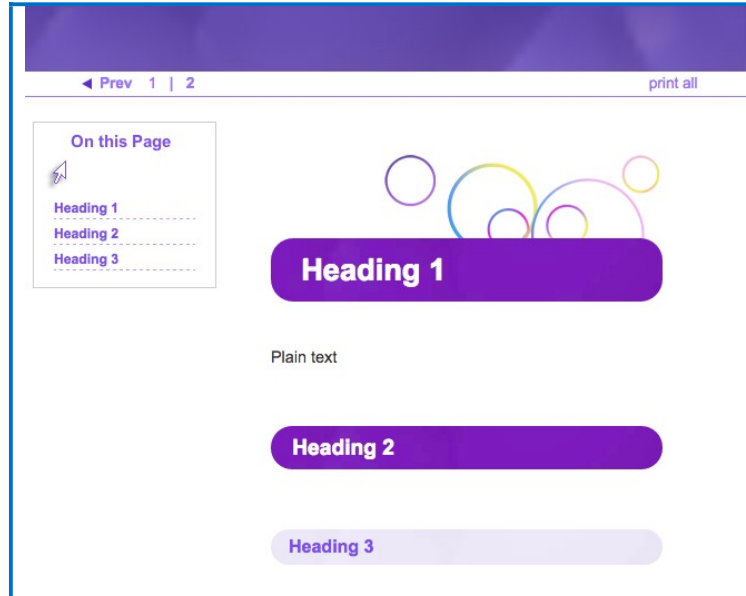 ◄ Prev 1 | 2 print all
On this Page
Heading 1
Heading 2
Heading 3
Heading 1
Plain text
Heading 2
Heading 3